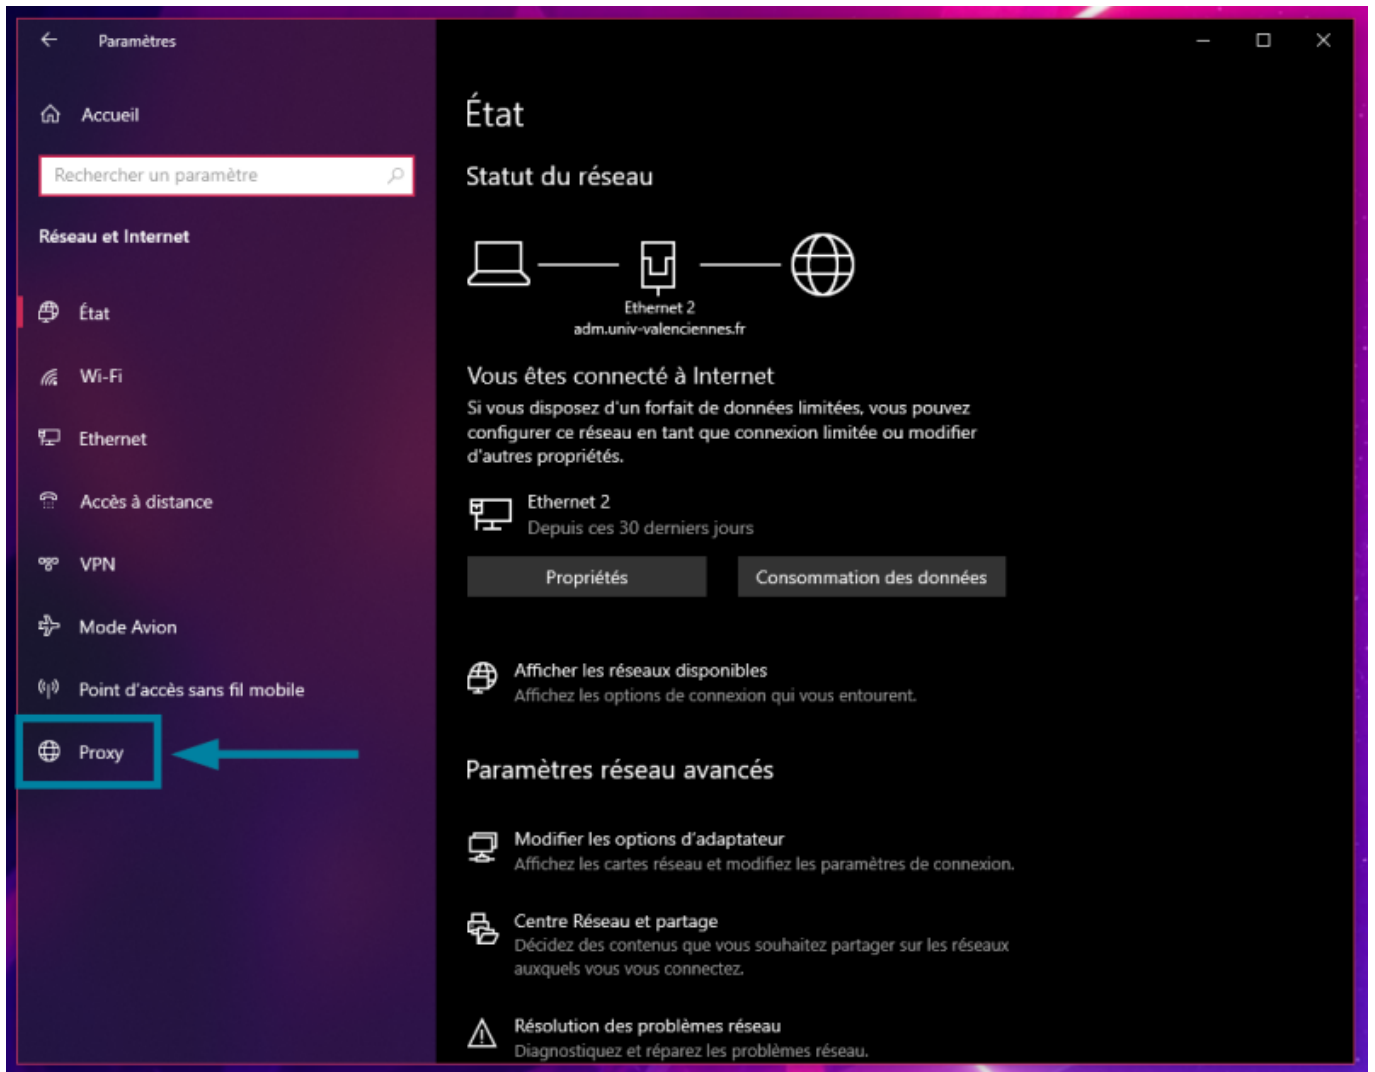 Paramètres
Accueil
Rechercher un paramètre
Réseau et Internet
État
Wi-Fi
Ethernet
Accès à distance
VPN
Mode Avion
Point d'accès sans fil mobile
Proxy
État
Statut du réseau
Ethernet 2
adm.univ-valenciennes.fr
Vous êtes connecté à Internet
Si vous disposez d'un forfait de données limitées, vous pouvez
configurer ce réseau en tant que connexion limitée ou modifier
d'autres propriétés.
Ethernet 2
Depuis ces 30 derniers jours
Propriétés
Consommation des données
Afficher les réseaux disponibles
Affichez les options de connexion qui vous entourent.
Paramètres réseau avancés
Modifier les options d'adaptateur
Affichez les cartes réseau et modifiez les paramètres de connexion.
Centre Réseau et partage
Décidez des contenus que vous souhaitez partager sur les réseaux
auxquels vous vous connectez.
Résolution des problèmes réseau
Diagnostiquez et réparez les problèmes réseau.